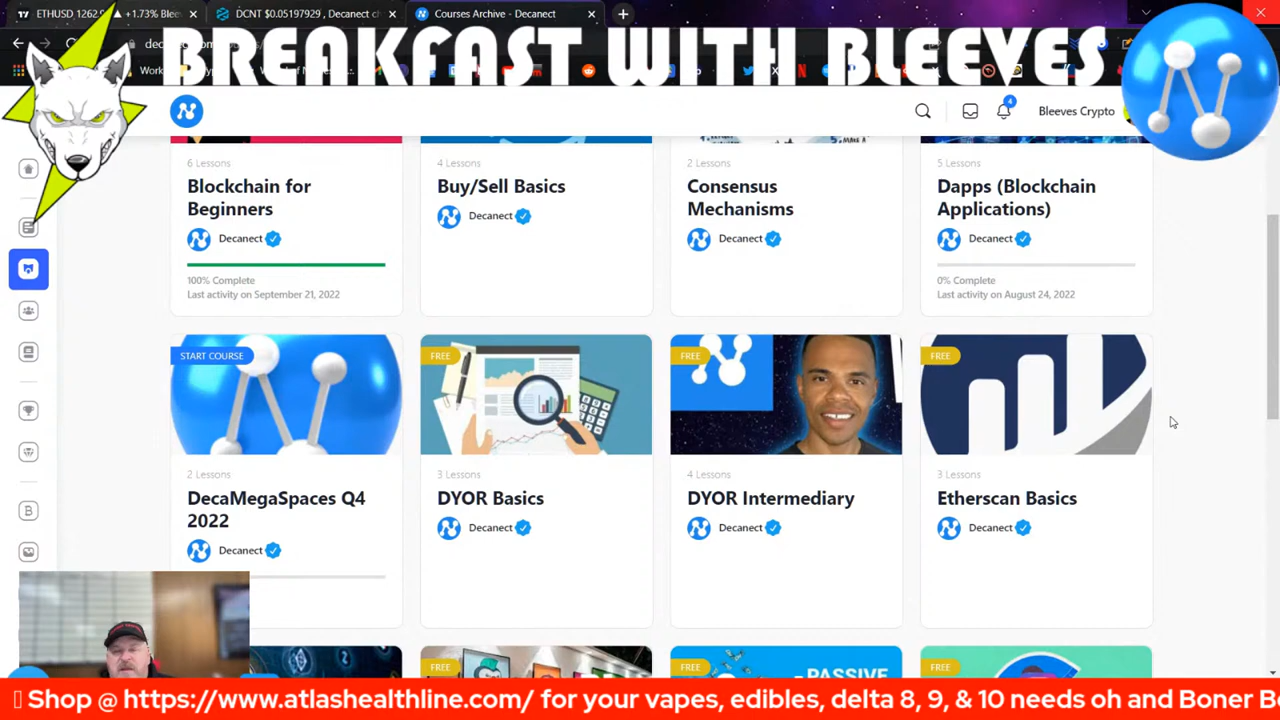 ETHUSD 1262.9 ▲ +1.73% Blee
DCNT $0.05197929 , Decanect c
Courses Archive - Decanect
BREAKFAST WITH BLEEVES
Bleeves Crypto
4
6 Lessons
Blockchain for
Beginners
Decanect
100% Complete
Last activity on September 21, 2022
4 Lessons
Buy/Sell Basics
Decanect
2 Lessons
Consensus
Mechanisms
Decanect
5 Lessons
Dapps (Blockchain
Applications)
Decanect
0% Complete
Last activity on August 24, 2022
START COURSE
2 Lessons
DecaMegaSpaces Q4
2022
Decanect
FREE
3 Lessons
DYOR Basics
Decanect
FREE
4 Lessons
DYOR Intermediary
Decanect
FREE
3 Lessons
Etherscan Basics
Decanect
FREE
FREE
PASSIVE
FREE
Shop @ https://www.atlashealthline.com/ for your vapes, edibles, delta 8, 9, & 10 needs oh and Boner B